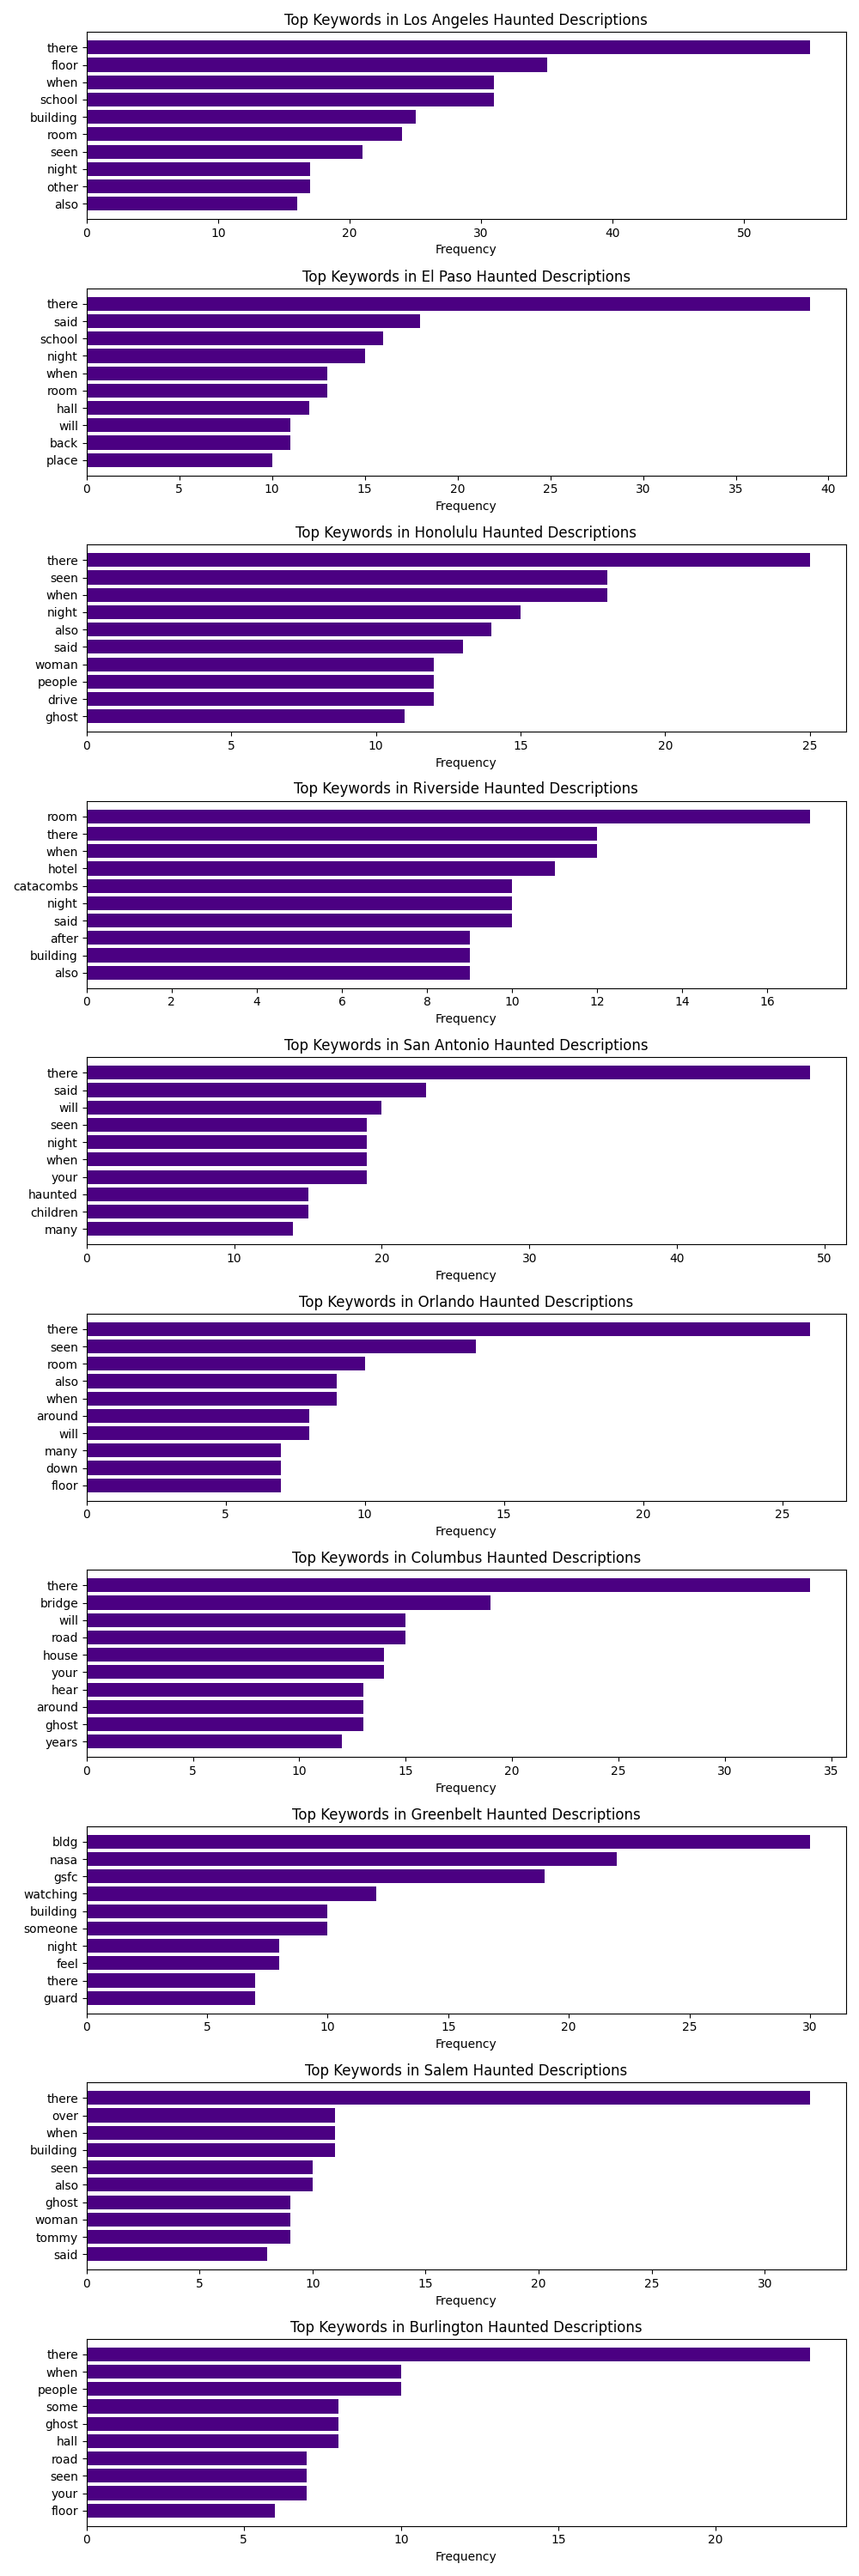 Top Keywords in Los Angeles Haunted Descriptions
there
floor
when
school
building
room
seen
night
other
also
0 10 20 30 40 50
Frequency
Top Keywords in El Paso Haunted Descriptions
there
said
school
night
when
room
hall
will
back
place
0 5 10 15 20 25 30 35 40
Frequency
Top Keywords in Honolulu Haunted Descriptions
there
seen
when
night
also
said
woman
people
drive
ghost
0 5 10 15 20 25
Frequency
Top Keywords in Riverside Haunted Descriptions
room
there
when
hotel
catacombs
night
said
after
building
also
0 2 4 6 8 10 12 14 16
Frequency
Top Keywords in San Antonio Haunted Descriptions
there
said
will
seen
night
when
your
haunted
children
many
0 10 20 30 40 50
Frequency
Top Keywords in Orlando Haunted Descriptions
there
seen
room
also
when
around
will
many
down
floor
0 5 10 15 20 25
Frequency
Top Keywords in Columbus Haunted Descriptions
there
bridge
will
road
house
your
hear
around
ghost
years
0 5 10 15 20 25 30 35
Frequency
Top Keywords in Greenbelt Haunted Descriptions
bldg
nasa
gsfc
watching
building
someone
night
feel
there
guard
0 5 10 15 20 25 30
Frequency
Top Keywords in Salem Haunted Descriptions
there
over
when
building
seen
also
ghost
woman
tommy
said
0 5 10 15 20 25 30
Frequency
Top Keywords in Burlington Haunted Descriptions
there
when
people
some
ghost
hall
road
seen
your
floor
0 5 10 15 20
Frequency